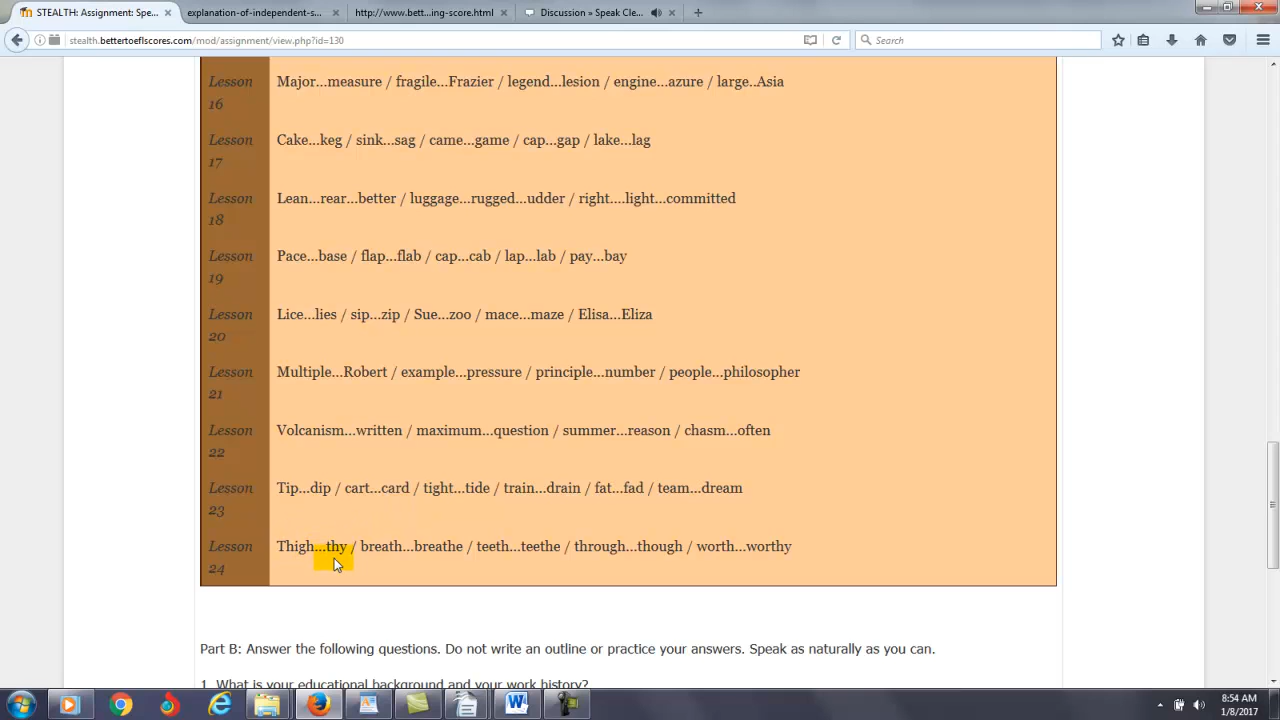 STEALTH: Assignment: Spe...
explanation-of-independent-s...
http://www.bett...ing-score.html
Discussion » Speak Cle...
stealth.bettertoeflscores.com/mod/assignment/view.php?id=130
Search
Lesson 16
Major...measure / fragile...Frazier / legend...lesion / engine...azure / large..Asia
Lesson 17
Cake...keg / sink...sag / came...game / cap...gap / lake...lag
Lesson 18
Lean...rear...better / luggage...rugged...udder / right....light...committed
Lesson 19
Pace...base / flap...flab / cap...cab / lap...lab / pay...bay
Lesson 20
Lice...lies / sip...zip / Sue...zoo / mace...maze / Elisa...Eliza
Lesson 21
Multiple...Robert / example...pressure / principle...number / people...philosopher
Lesson 22
Volcanism...written / maximum...question / summer...reason / chasm...often
Lesson 23
Tip...dip / cart...card / tight...tide / train...drain / fat...fad / team...dream
Lesson 24
Thigh...thy / breath...breathe / teeth...teethe / through...though / worth...worthy
Part B: Answer the following questions. Do not write an outline or practice your answers. Speak as naturally as you can.
1. What is your educational background and your work history?
8:54 AM
1/8/2017